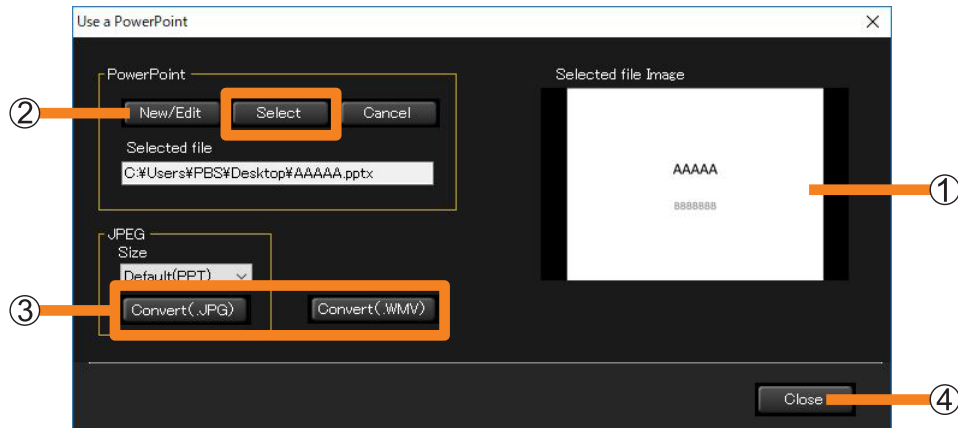 Use a PowerPoint
PowerPoint
Selected file Image
② New/Edit Select Cancel
Selected file
C:¥Users¥PBS¥Desktop¥AAAAA.pptx
AAAAA
①
BBBBBBB
JPEG
Size
Default(PPT)
③ Convert(.JPG) Convert(.WMV)
Close ④